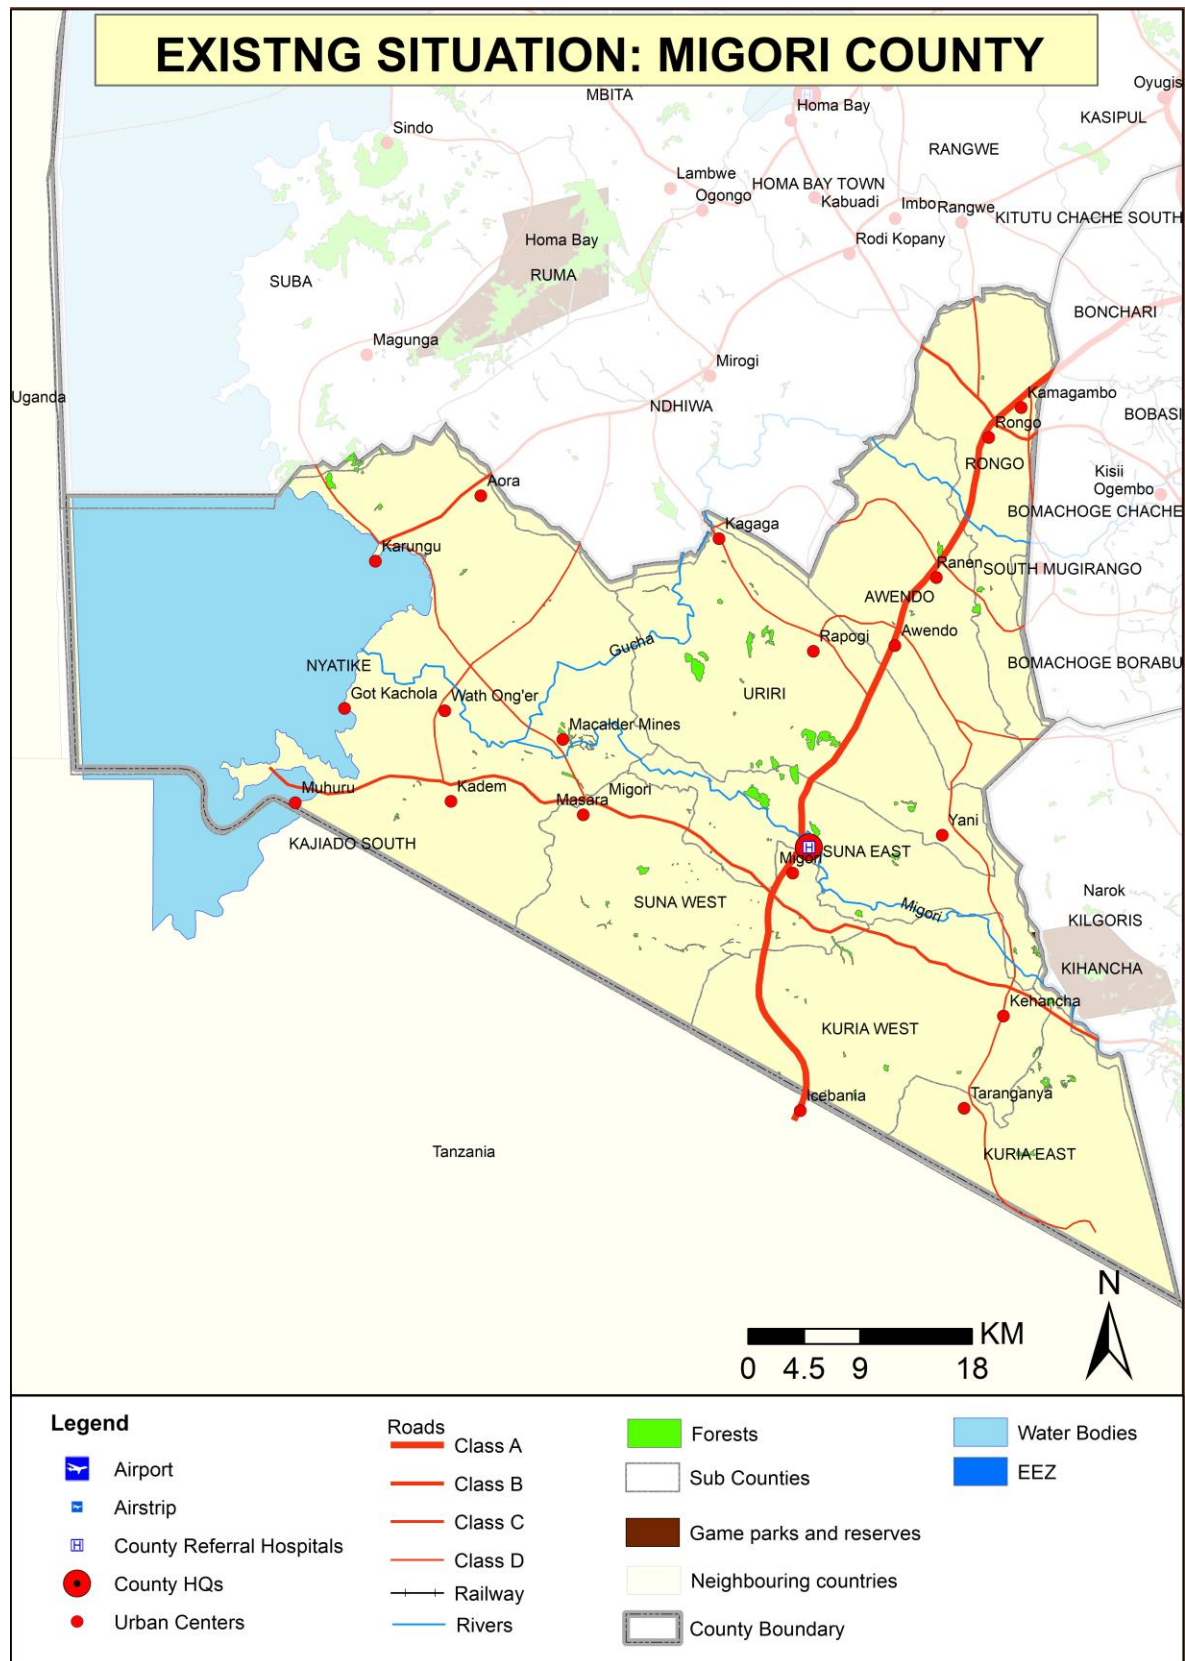 EXISTNG SITUATION: MIGORI COUNTY
Oyugis
MBITA
Homa Bay
KASIPUL
Sindo
RANGWE
Lambwe
HOMA BAY TOWN
Ogongo
Kabuadi
Imbo
Rangwe
KITUTU CHACHE SOUTH
Homa Bay
Rodi Kopany
RUMA
SUBA
BONCHARI
Magunga
Mirogi
Uganda
Kamagambo
NDHIWA
BOBASI
Rongo
RONGO
Kisii
Aora
Ogembo
BOMACHOGE CHACHE
Kagaga
Karungu
Ranen
SOUTH MUGIRANGO
AWENDO
Awendo
Rapogi
Gucha
NYATIKE
BOMACHOGE BORABU
Got Kachola
Wath Ong'er
URIRI
Macalder Mines
Muhuru
Kadem
Migori
Masara
Yani
KAJIADO SOUTH
H
SUNA EAST
Migori
Narok
SUNA WEST
Migori
KILGORIS
KIHANCHA
Kehancha
KURIA WEST
Icebania
Taranganya
Tanzania
KURIA EAST
N
KM
0 4.5 9 18
Legend
Airport
Airstrip
H County Referral Hospitals
County HQs
Urban Centers
Roads
Class A
Class B
Class C
Class D
Railway
Rivers
Forests
Sub Counties
Game parks and reserves
Neighbouring countries
County Boundary
Water Bodies
EEZ